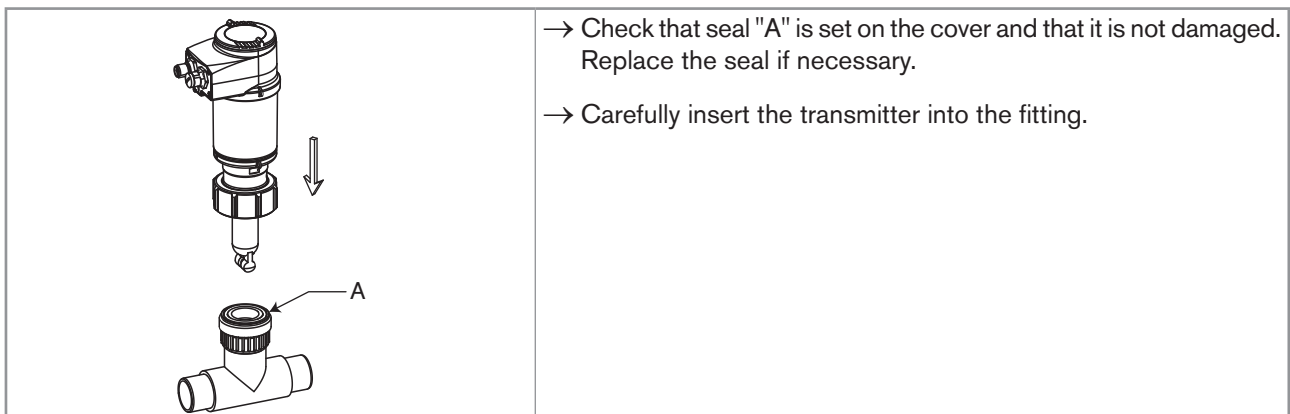 → Check that seal "A" is set on the cover and that it is not damaged.
Replace the seal if necessary.
→ Carefully insert the transmitter into the fitting.
A